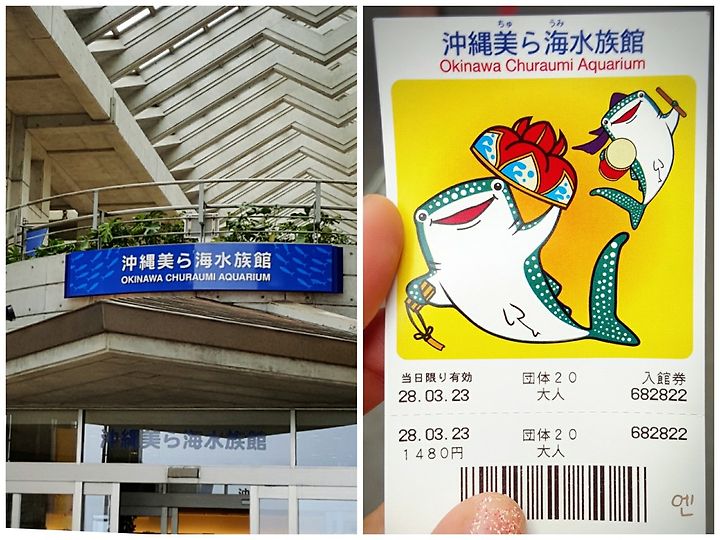 沖縄美ら海水族館
OKINAWA CHURAUMI AQUARIUM
沖縄美ら海水族館
沖
ちゅ うみ
沖縄美ら海水族館
Okinawa Churaumi Aquarium
当日限り有効 団体20 入館券
28.03.23 大人 682822
28.03.23 団体20 682822
1480円 大人
엔